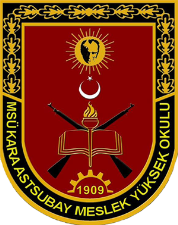 MSÜ KARA ASTSUBAY MESLEK YÜKSEK OKULU
1909